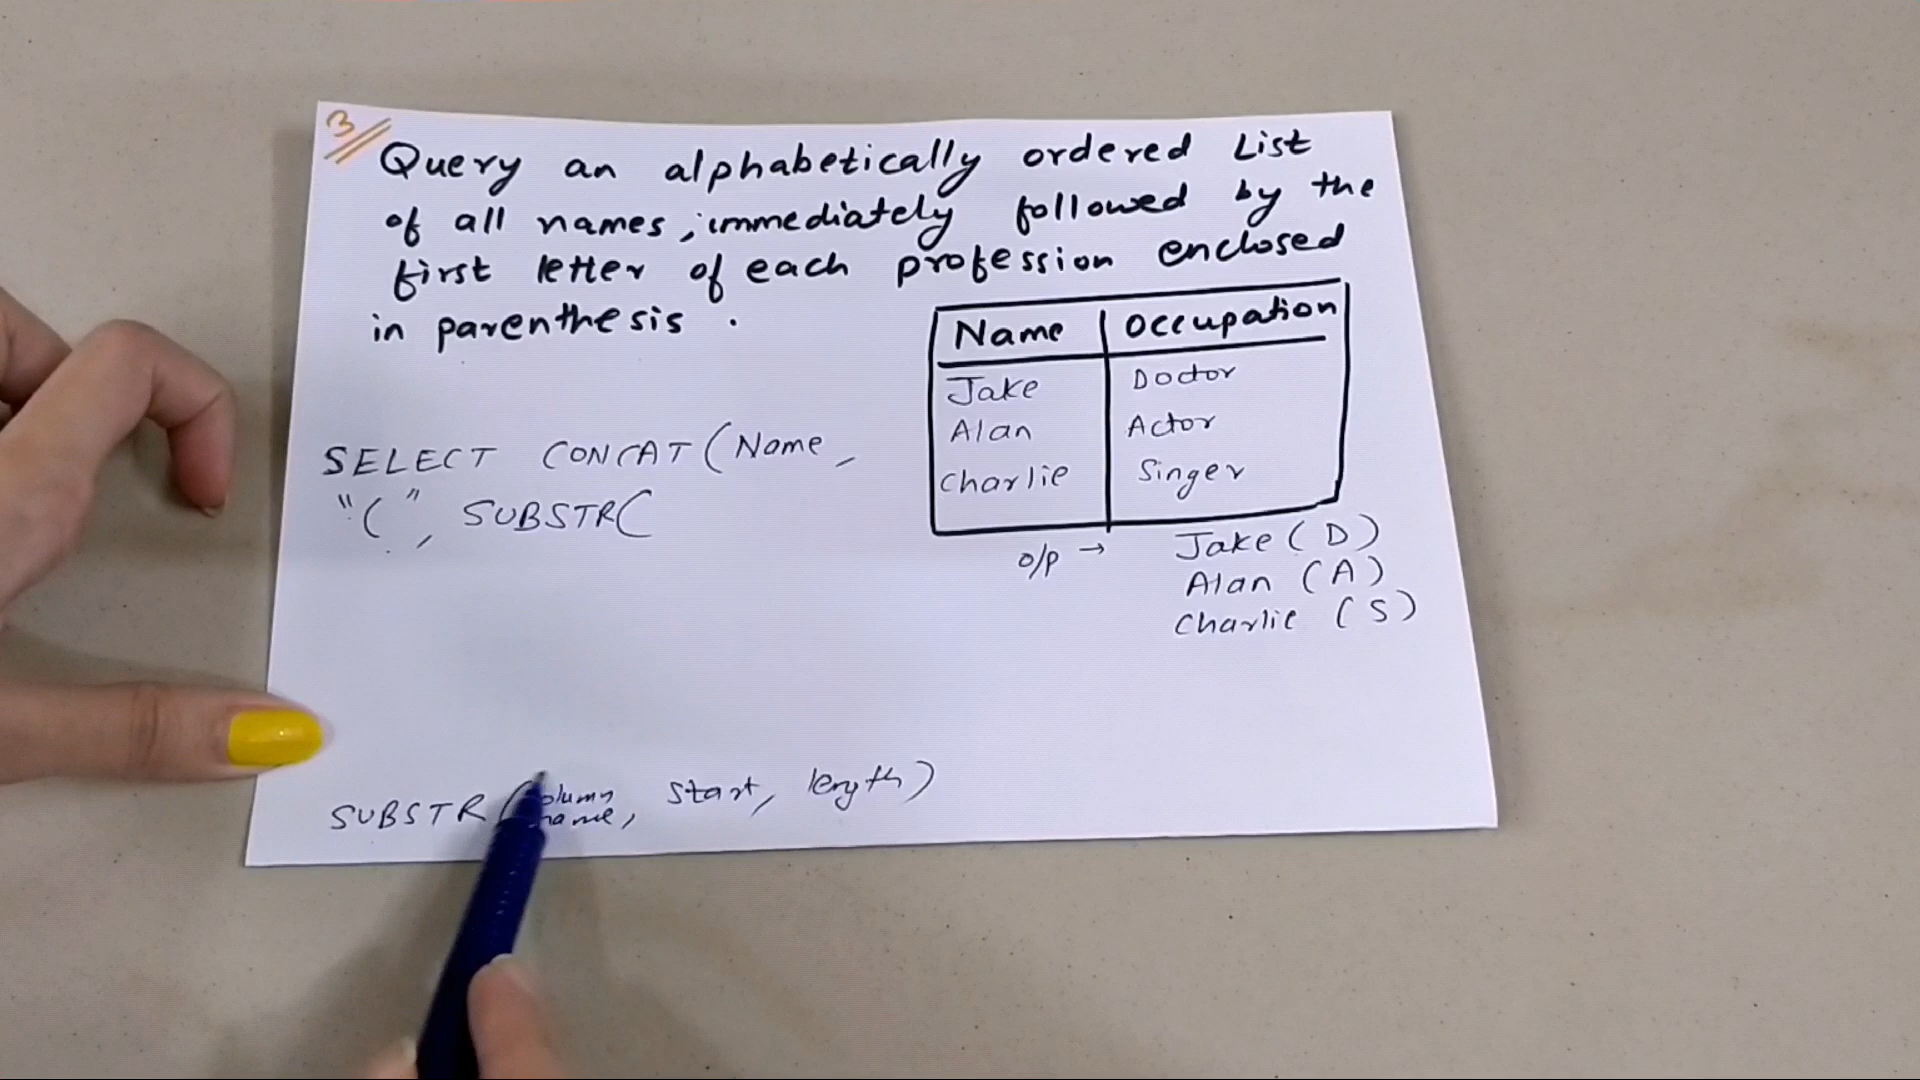 3
Query an alphabetically ordered List
of all names, immediately followed by the
first letter of each profession enclosed
in parenthesis .
Name Occupation
Jake Doctor
Alan Actor
Charlie Singer
SELECT CONCAT(Name,
"(", SUBSTR(
o/p → Jake (D)
Alan (A)
Charlie (S)
SUBSTR (column name, start, length)